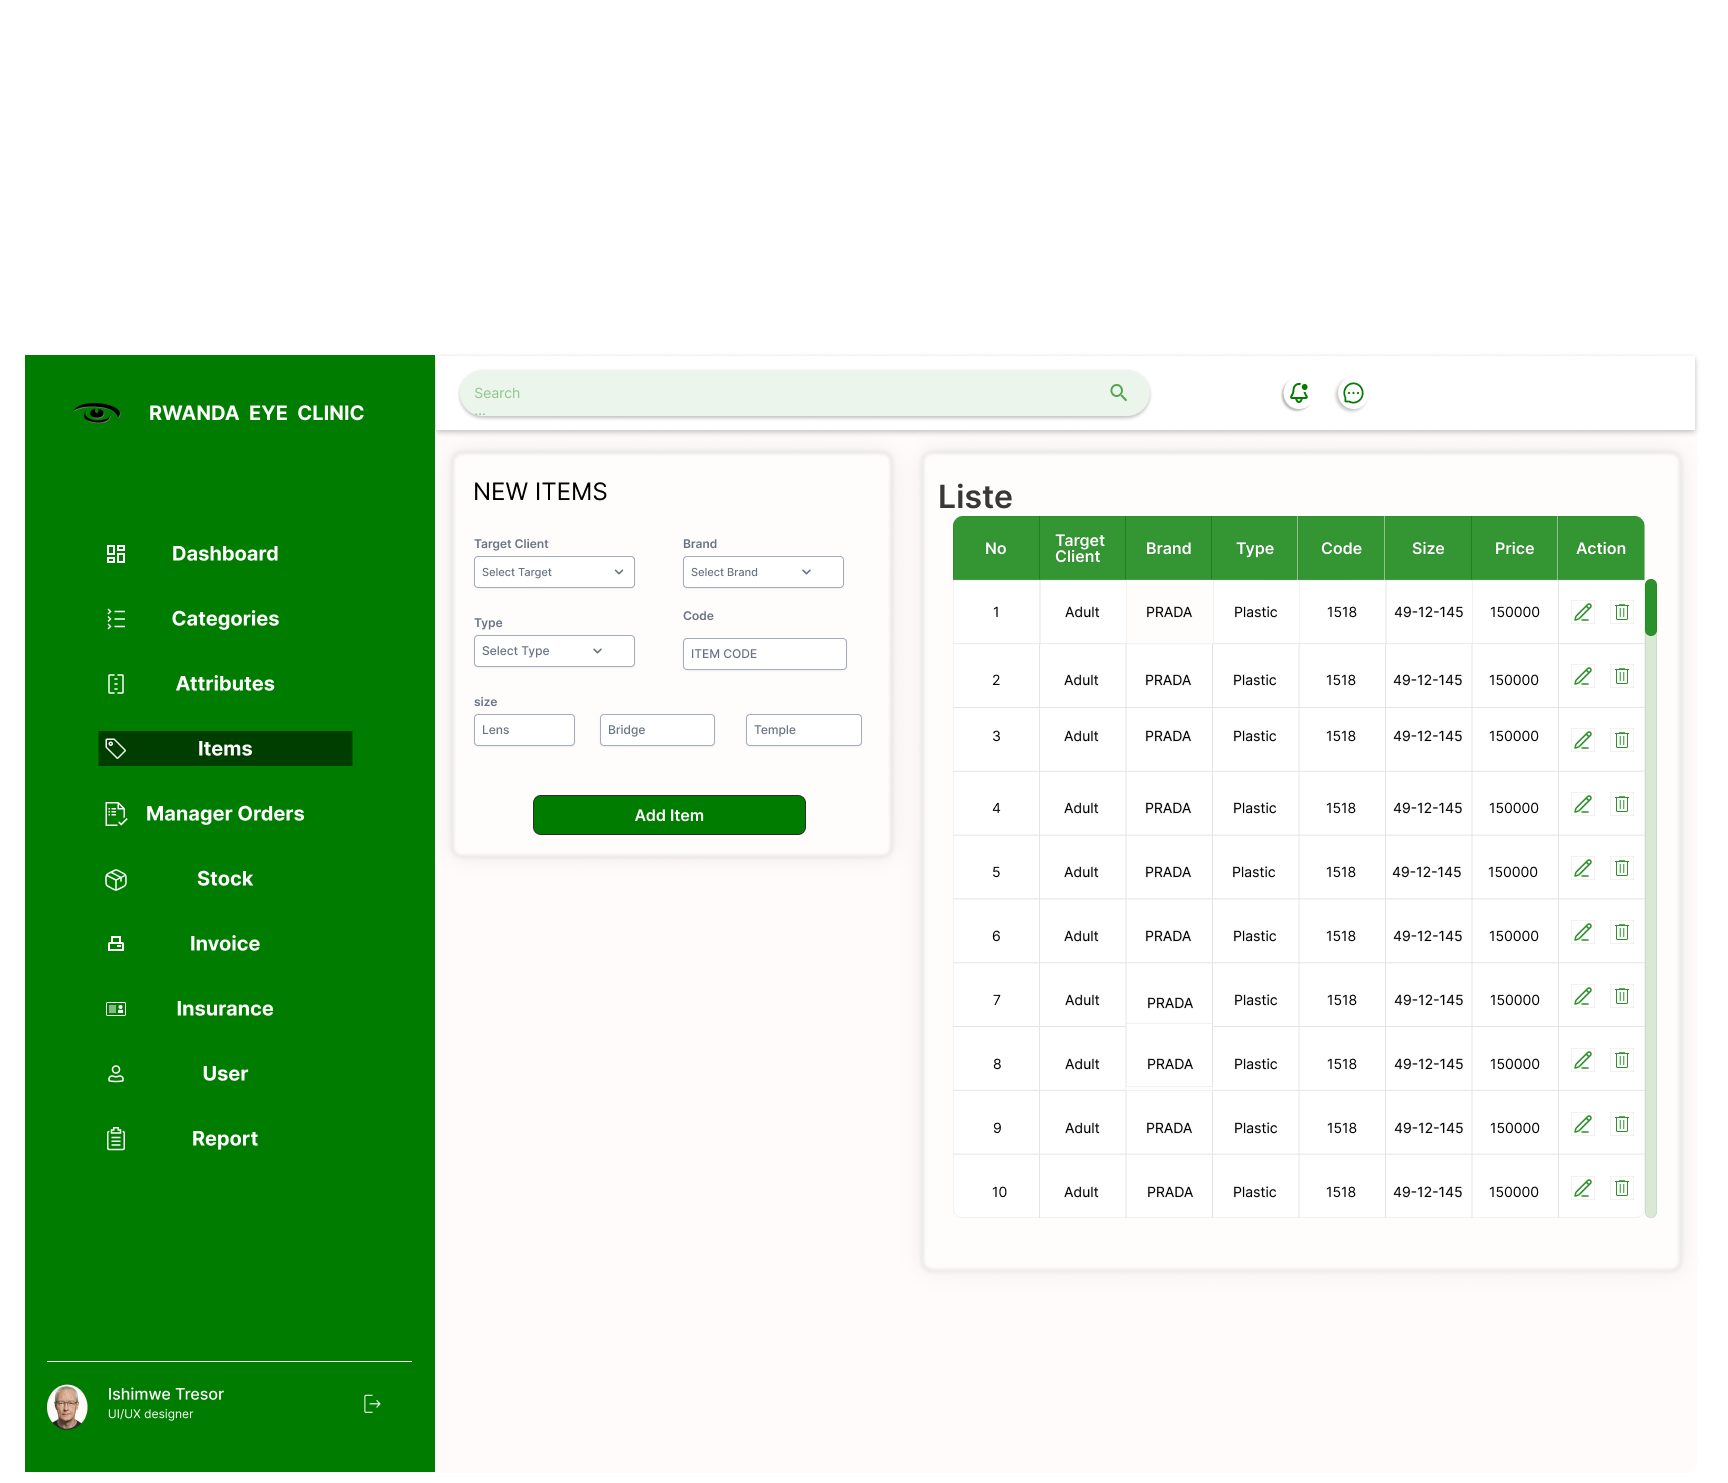 RWANDA EYE CLINIC
Dashboard
Categories
Attributes
Items
Manager Orders
Stock
Invoice
Insurance
User
Report
Ishimwe Tresor
UI/UX designer
Search
...
NEW ITEMS
Target Client
Brand
Select Target
Select Brand
Type
Code
Select Type
ITEM CODE
size
Lens
Bridge
Temple
Add Item
Liste
No Target Client Brand Type Code Size Price Action
1 Adult PRADA Plastic 1518 49-12-145 150000
2 Adult PRADA Plastic 1518 49-12-145 150000
3 Adult PRADA Plastic 1518 49-12-145 150000
4 Adult PRADA Plastic 1518 49-12-145 150000
5 Adult PRADA Plastic 1518 49-12-145 150000
6 Adult PRADA Plastic 1518 49-12-145 150000
7 Adult PRADA Plastic 1518 49-12-145 150000
8 Adult PRADA Plastic 1518 49-12-145 150000
9 Adult PRADA Plastic 1518 49-12-145 150000
10 Adult PRADA Plastic 1518 49-12-145 150000